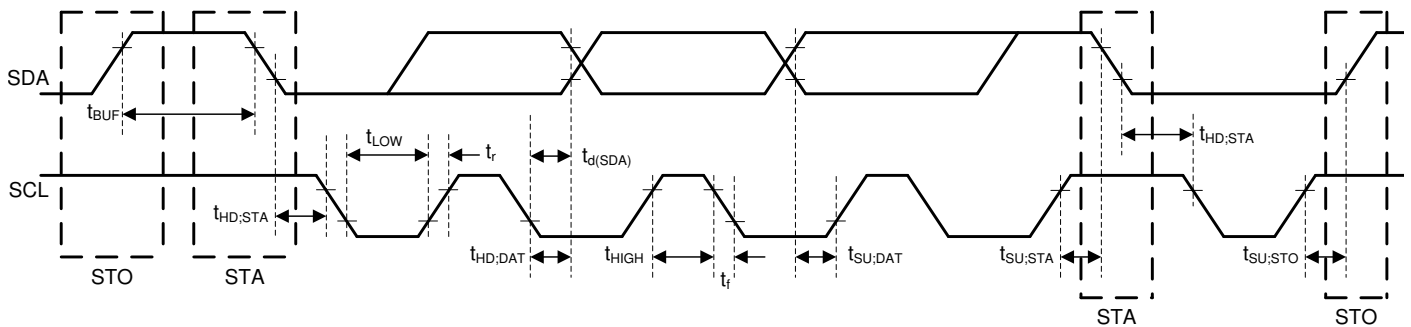 SDA
t_BUF
t_LOW
t_r
t_d(SDA)
t_HD;STA
SCL
t_HD;STA
t_HD;DAT
t_HIGH
t_f
t_SU;DAT
t_SU;STA
t_SU;STO
STO
STA
STA
STO